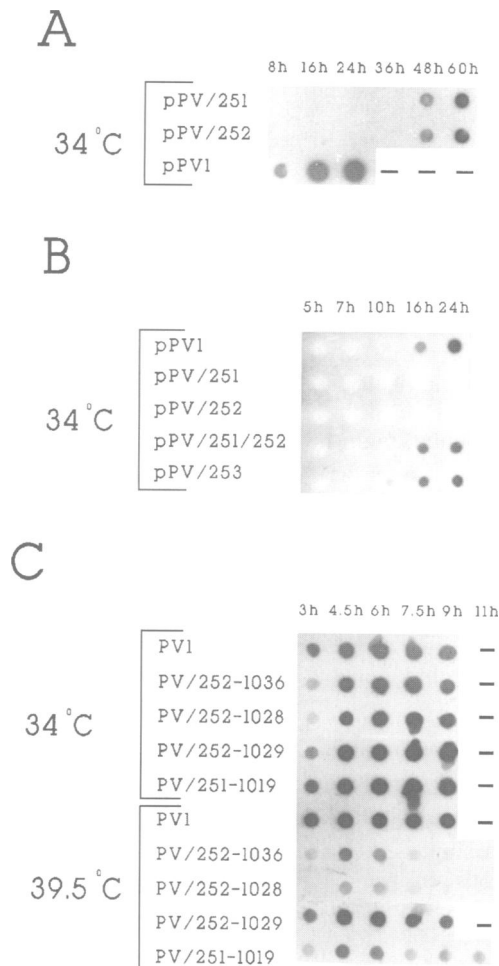 A
8h 16h 24h 36h 48h 60h
34 °C
pPV/251
pPV/252
pPV1 — — —
B
5h 7h 10h 16h 24h
34 °C
pPV1
pPV/251
pPV/252
pPV/251/252
pPV/253
C
3h 4.5h 6h 7.5h 9h 11h
34 °C
PV1 –
PV/252-1036 –
PV/252-1028 –
PV/252-1029 –
PV/251-1019 –
39.5 °C
PV1 –
PV/252-1036
PV/252-1028
PV/252-1029 –
PV/251-1019